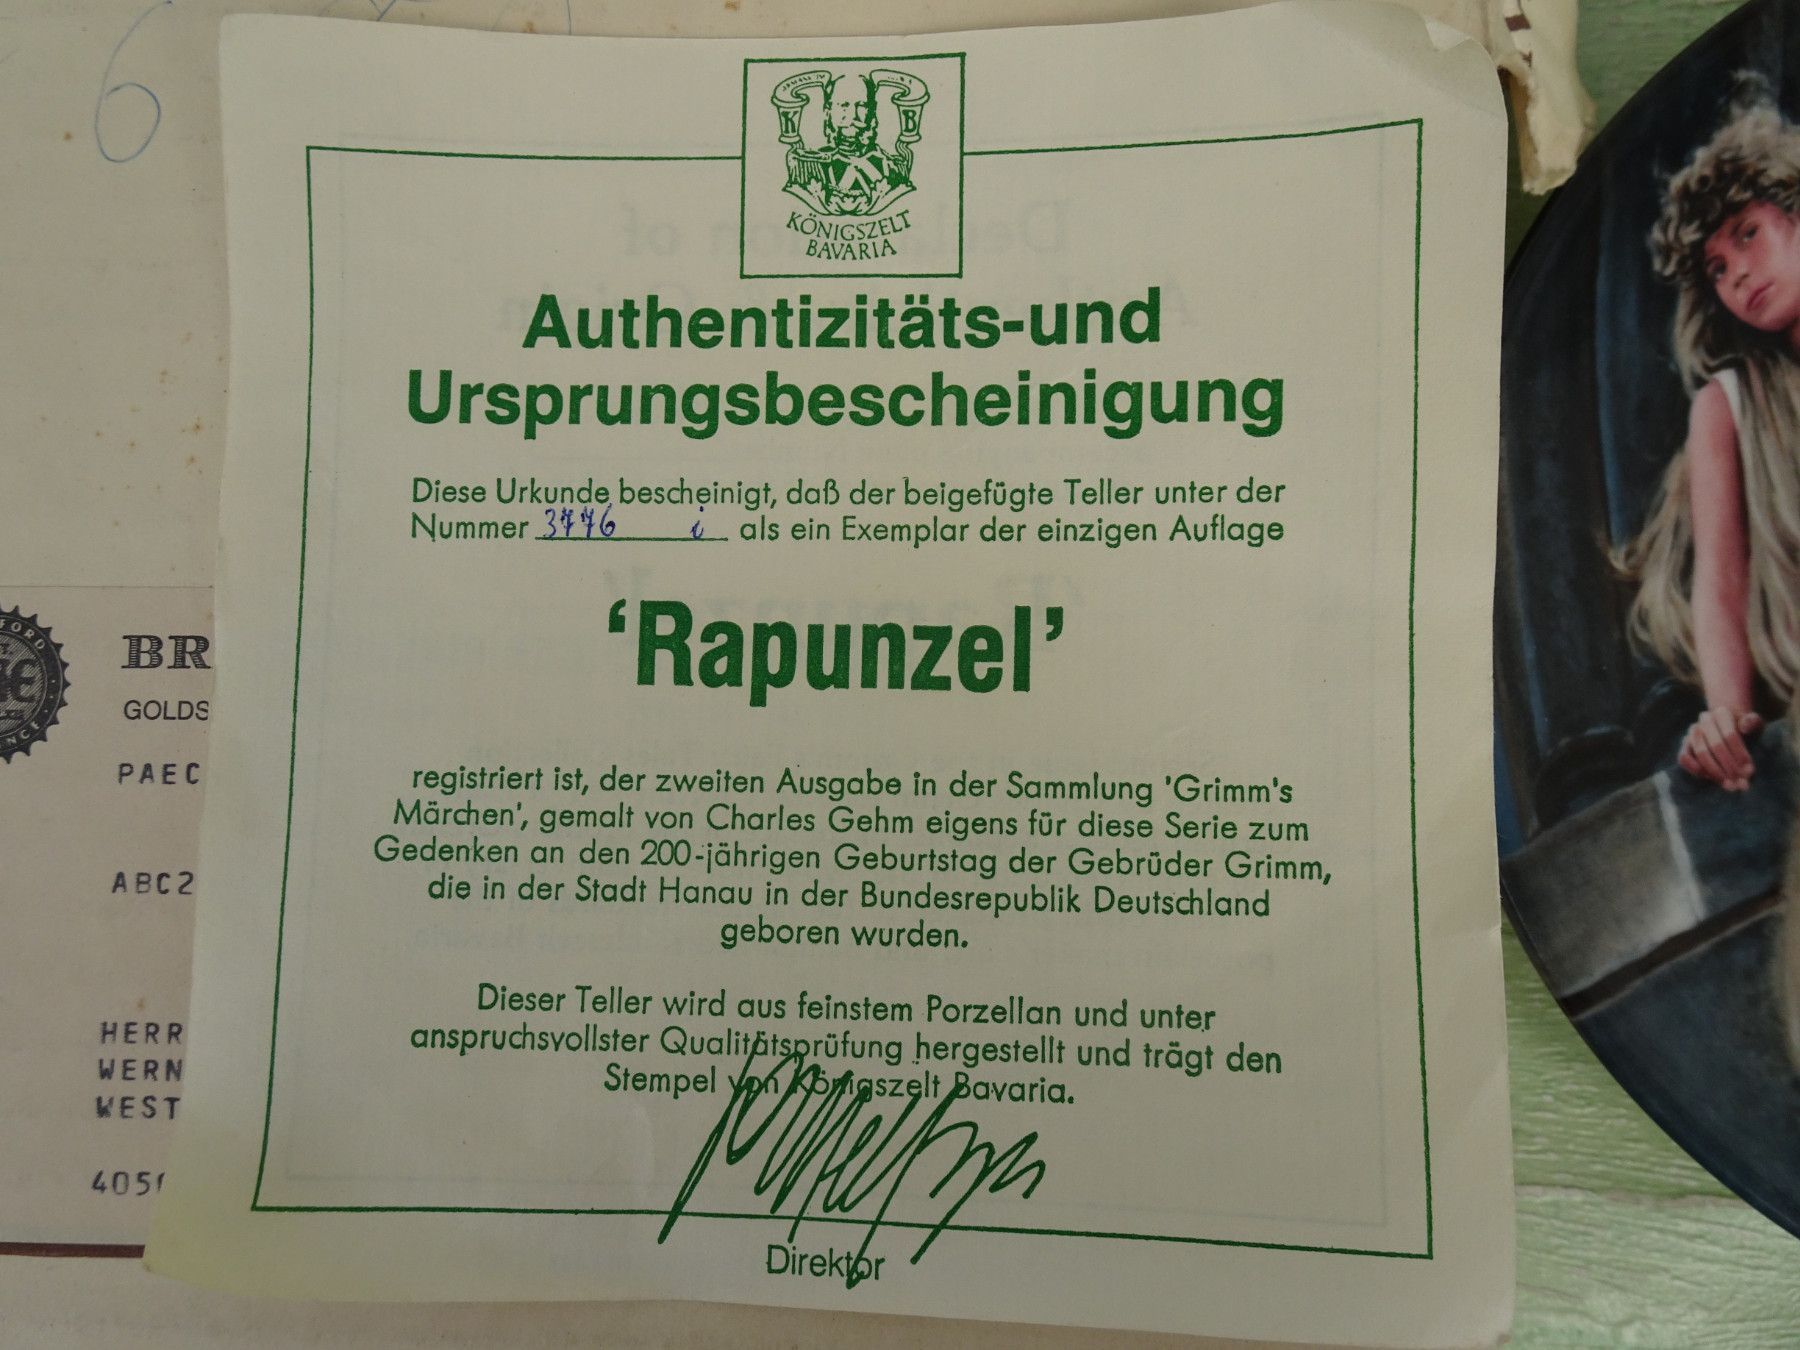 6
K B
KÖNIGSZELT
BAVARIA
Authentizitäts-und
Ursprungsbescheinigung
Diese Urkunde bescheinigt, daß der beigefügte Teller unter der
Nummer 3776 i als ein Exemplar der einzigen Auflage
'Rapunzel'
registriert ist, der zweiten Ausgabe in der Sammlung 'Grimm's
Märchen', gemalt von Charles Gehm eigens für diese Serie zum
Gedenken an den 200-jährigen Geburtstag der Gebrüder Grimm,
die in der Stadt Hanau in der Bundesrepublik Deutschland
geboren wurden.
Dieser Teller wird aus feinstem Porzellan und unter
anspruchsvollster Qualitätsprüfung hergestellt und trägt den
Stempel von Königszelt Bavaria.
Direktor
BR
GOLDS
PAEC
ABC2
HERR
WERN
WEST
405